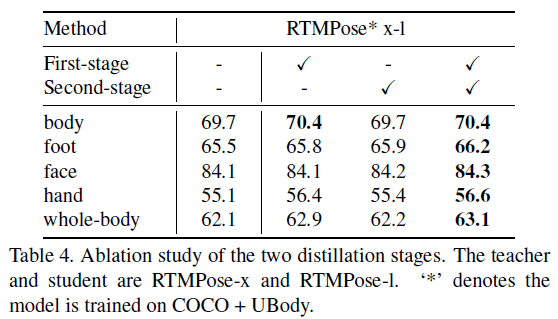 Method RTMPose* x-l
First-stage - ✓ - ✓
Second-stage - - ✓ ✓
body 69.7 70.4 69.7 70.4
foot 65.5 65.8 65.9 66.2
face 84.1 84.1 84.2 84.3
hand 55.1 56.4 55.4 56.6
whole-body 62.1 62.9 62.2 63.1
Table 4. Ablation study of the two distillation stages. The teacher
and student are RTMPose-x and RTMPose-l. ‘*’ denotes the
model is trained on COCO + UBody.